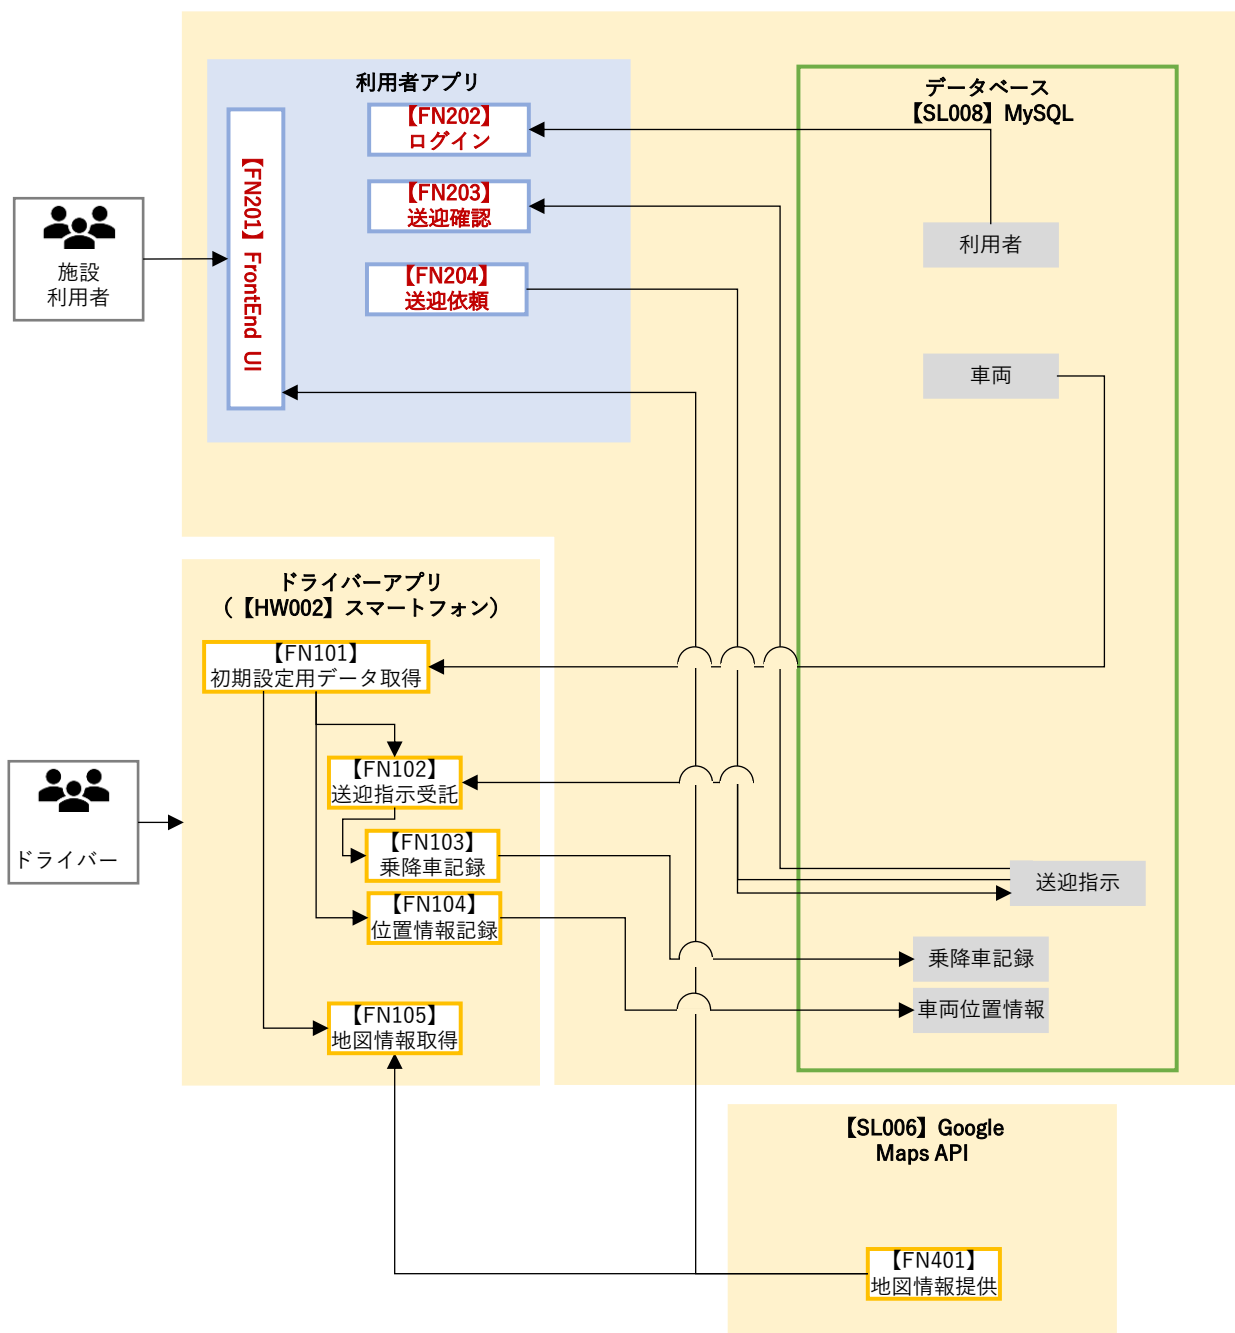 利用者アプリ
【FN201】FrontEnd UI
【FN202】
ログイン
【FN203】
送迎確認
【FN204】
送迎依頼
データベース
【SL008】MySQL
利用者
車両
送迎指示
乗降車記録
車両位置情報
施設
利用者
ドライバーアプリ
（【HW002】スマートフォン）
【FN101】
初期設定用データ取得
【FN102】
送迎指示受託
【FN103】
乗降車記録
【FN104】
位置情報記録
【FN105】
地図情報取得
ドライバー
【SL006】Google
Maps API
【FN401】
地図情報提供